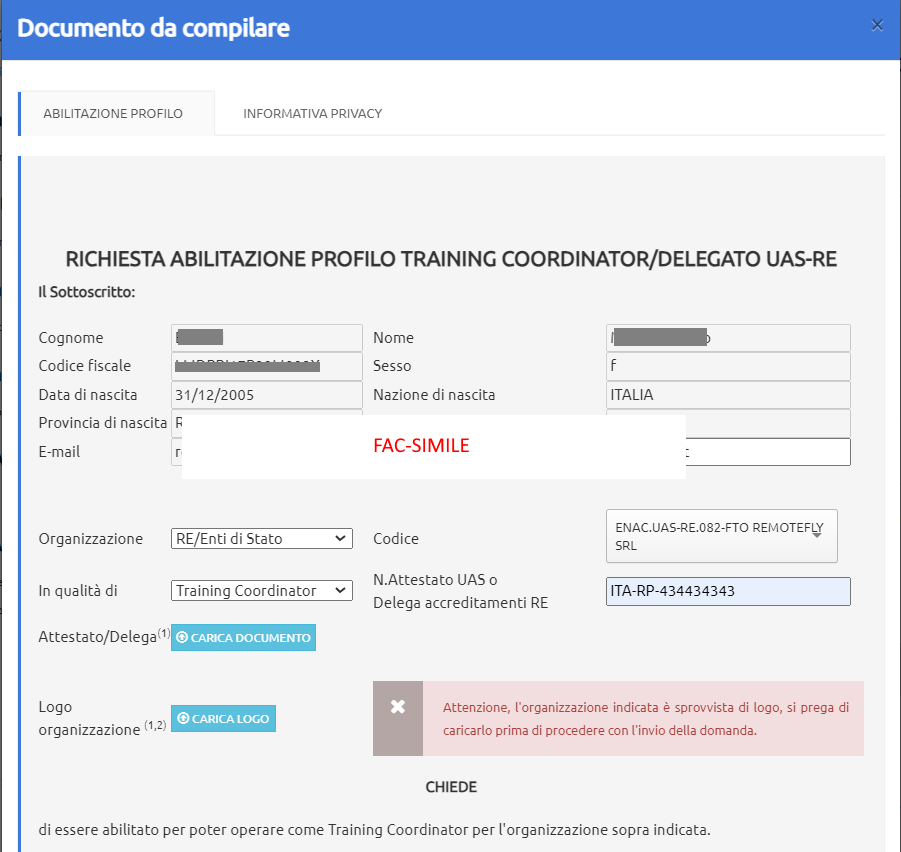 Documento da compilare ×
ABILITAZIONE PROFILO INFORMATIVA PRIVACY
RICHIESTA ABILITAZIONE PROFILO TRAINING COORDINATOR/DELEGATO UAS-RE
Il Sottoscritto:
Cognome Nome
Codice fiscale Sesso f
Data di nascita 31/12/2005 Nazione di nascita ITALIA
Provincia di nascita R
FAC-SIMILE
E-mail
Organizzazione RE/Enti di Stato Codice ENAC.UAS-RE.082-FTO REMOTEFLY
SRL
In qualità di Training Coordinator N.Attestato UAS o
Delega accreditamenti RE ITA-RP-434434343
Attestato/Delega(1) CARICA DOCUMENTO
Logo
organizzazione (1,2) CARICA LOGO
Attenzione, l'organizzazione indicata è sprovvista di logo, si prega di
caricarlo prima di procedere con l'invio della domanda.
CHIEDE
di essere abilitato per poter operare come Training Coordinator per l'organizzazione sopra indicata.